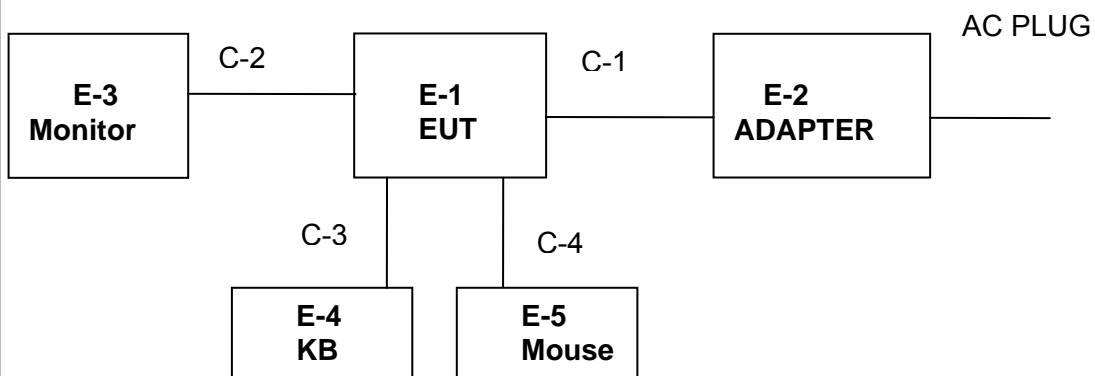 AC PLUG
C-2
C-1
E-3
Monitor
E-1
EUT
E-2
ADAPTER
C-3
C-4
E-4
KB
E-5
Mouse